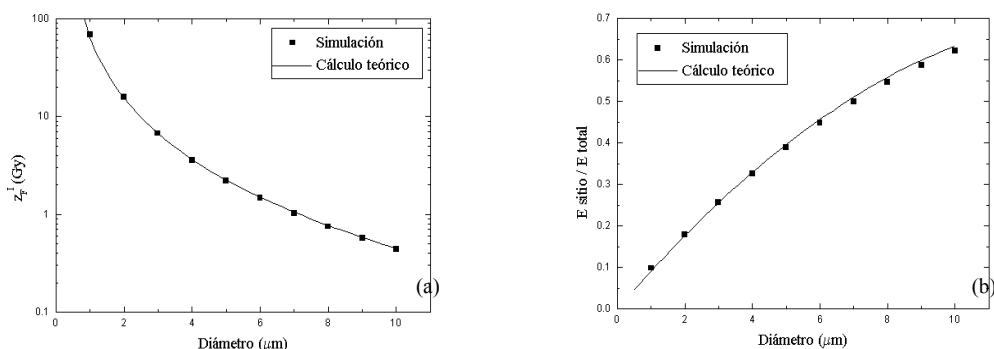 100
10
1
0.1
z_F^I (Gy)
0
2
4
6
8
10
Diámetro (μm)
Simulación
Cálculo teórico
(a)
0.7
0.6
0.5
0.4
0.3
0.2
0.1
0.0
E sitio / E total
0
2
4
6
8
10
Diámetro (μm)
Simulación
Cálculo teórico
(b)